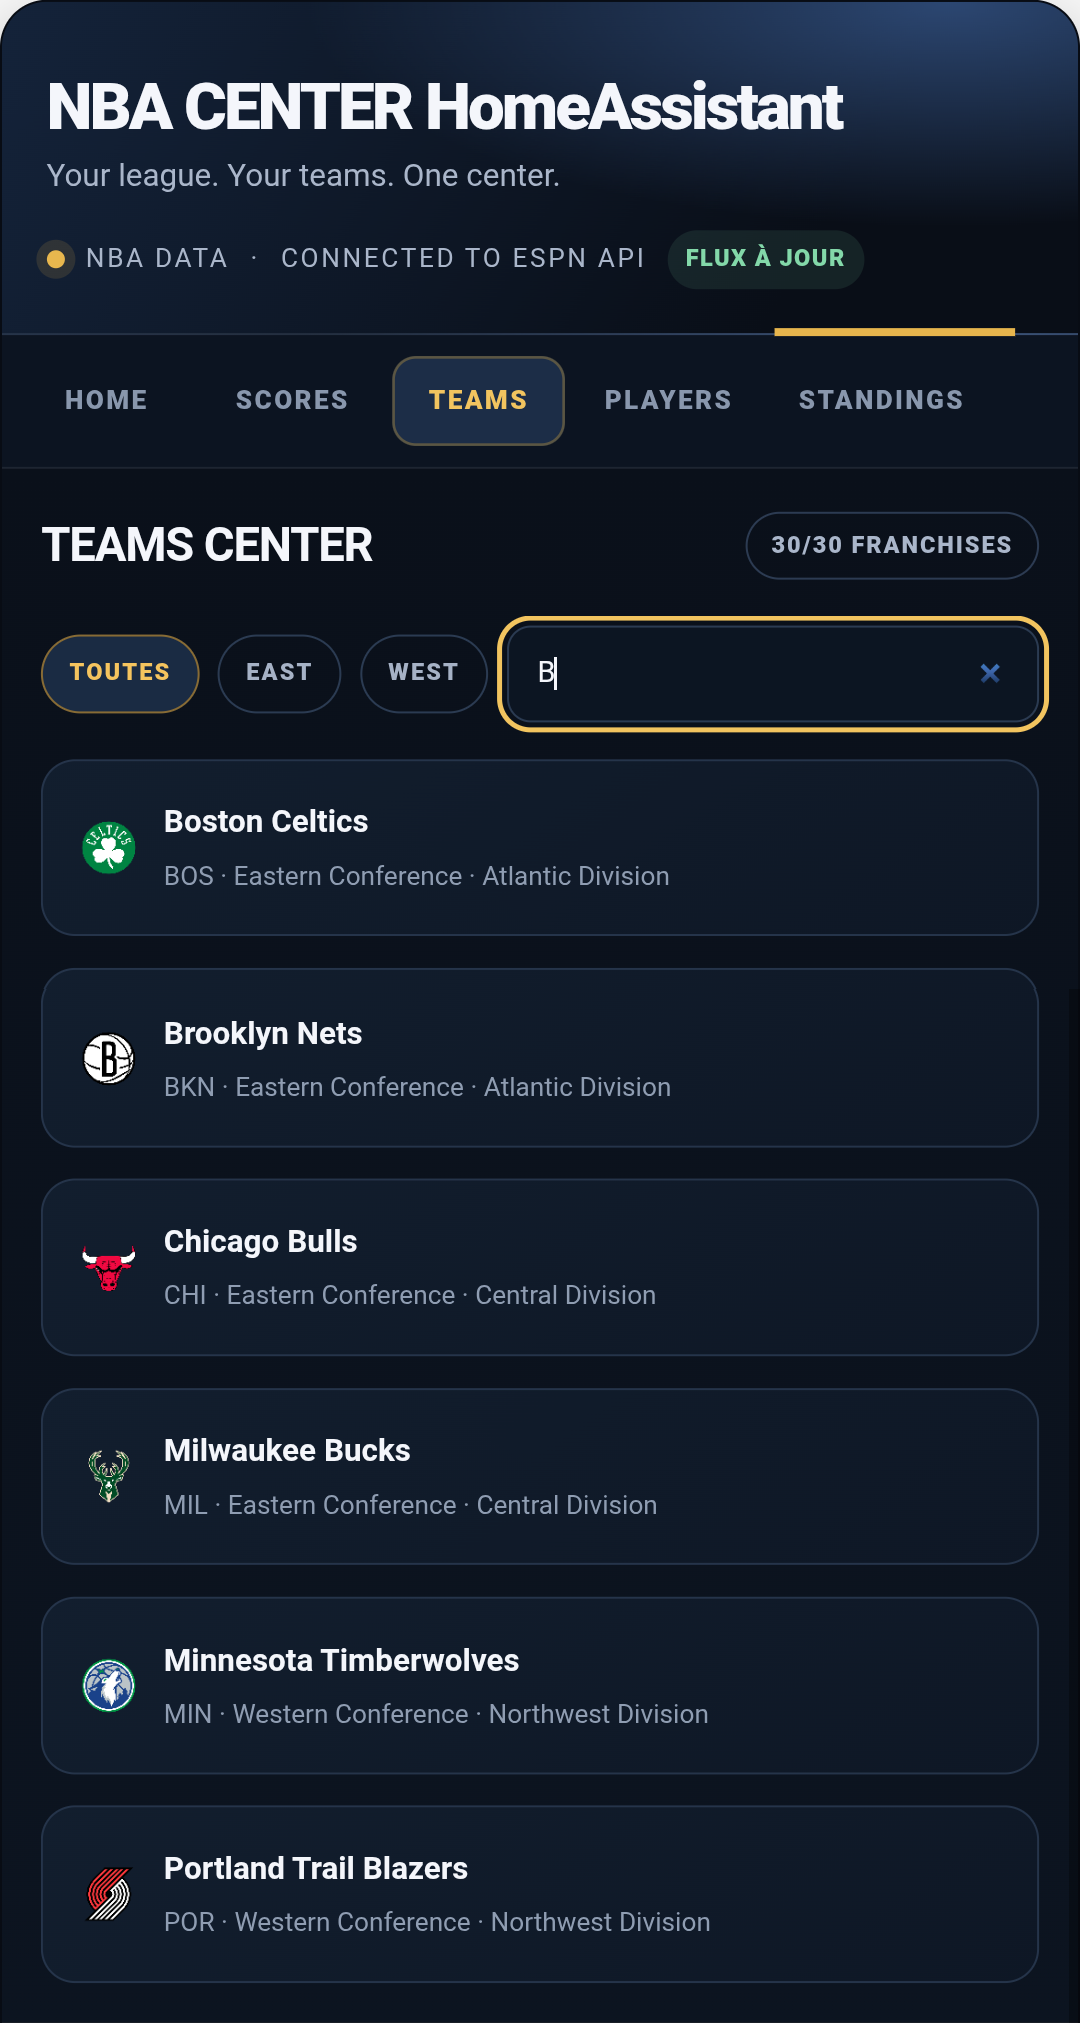 NBA CENTER HomeAssistant
Your league. Your teams. One center.
NBA DATA · CONNECTED TO ESPN API FLUX À JOUR
HOME SCORES TEAMS PLAYERS STANDINGS
TEAMS CENTER 30/30 FRANCHISES
TOUTES EAST WEST B ×
CELTICS
Boston Celtics
BOS · Eastern Conference · Atlantic Division
B
Brooklyn Nets
BKN · Eastern Conference · Atlantic Division
Chicago Bulls
CHI · Eastern Conference · Central Division
Milwaukee Bucks
MIL · Eastern Conference · Central Division
Minnesota Timberwolves
MIN · Western Conference · Northwest Division
Portland Trail Blazers
POR · Western Conference · Northwest Division